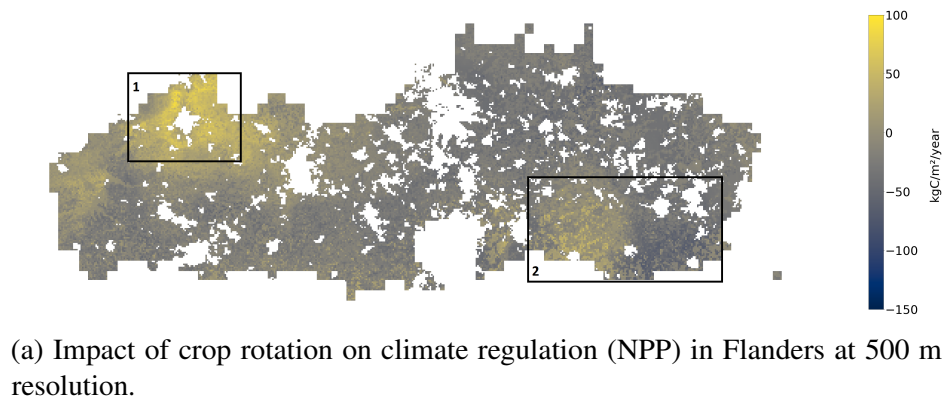 1
2
100
50
0
−50
−100
−150
kgC/m²/year
(a) Impact of crop rotation on climate regulation (NPP) in Flanders at 500 m
resolution.